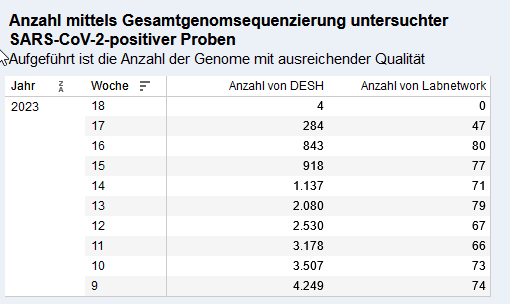 Anzahl mittels Gesamtgenomsequenzierung untersuchter
SARS-CoV-2-positiver Proben
Aufgeführt ist die Anzahl der Genome mit ausreichender Qualität
Jahr Woche Anzahl von DESH Anzahl von Labnetwork
2023 18 4 0
17 284 47
16 843 80
15 918 77
14 1.137 71
13 2.080 79
12 2.530 67
11 3.178 66
10 3.507 73
9 4.249 74